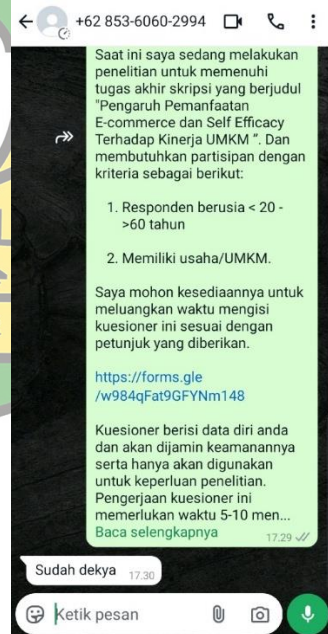 +62 853-6060-2994
Saat ini saya sedang melakukan
penelitian untuk memenuhi
tugas akhir skripsi yang berjudul
"Pengaruh Pemanfaatan
E-commerce dan Self Efficacy
Terhadap Kinerja UMKM ". Dan
membutuhkan partisipan dengan
kriteria sebagai berikut:
1. Responden berusia < 20 -
>60 tahun
2. Memiliki usaha/UMKM.
Saya mohon kesediaannya untuk
meluangkan waktu mengisi
kuesioner ini sesuai dengan
petunjuk yang diberikan.
https://forms.gle
/w984qFat9GFYNm148
Kuesioner berisi data diri anda
dan akan dijamin keamanannya
serta hanya akan digunakan
untuk keperluan penelitian.
Pengerjaan kuesioner ini
memerlukan waktu 5-10 men...
Baca selengkapnya 17.29
Sudah dekya 17.30
Ketik pesan